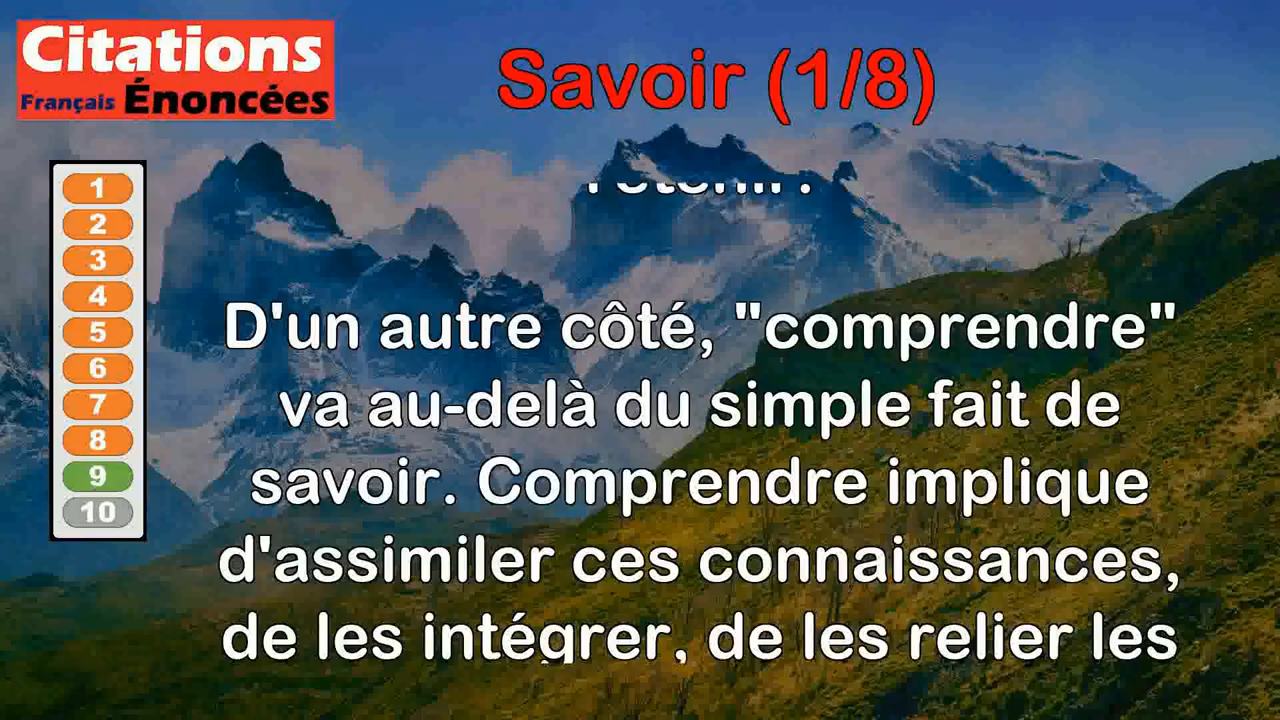 Citations
Français Énoncées
Savoir (1/8)
1
2
3
4
5
6
7
8
9
10
D'un autre côté, "comprendre"
va au-delà du simple fait de
savoir. Comprendre implique
d'assimiler ces connaissances,
de les intégrer, de les relier les